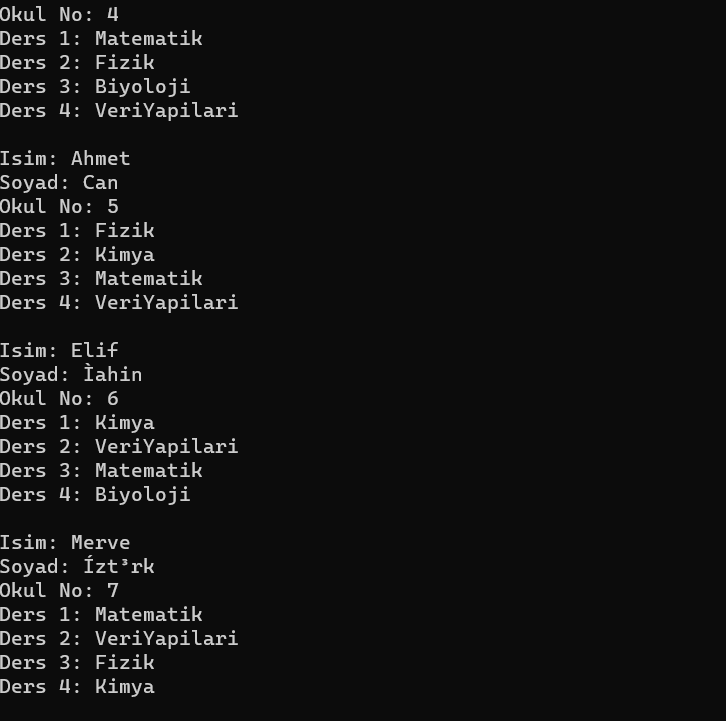 Okul No: 4
Ders 1: Matematik
Ders 2: Fizik
Ders 3: Biyoloji
Ders 4: VeriYapilari
Isim: Ahmet
Soyad: Can
Okul No: 5
Ders 1: Fizik
Ders 2: Kimya
Ders 3: Matematik
Ders 4: VeriYapilari
Isim: Elif
Soyad: Ìahin
Okul No: 6
Ders 1: Kimya
Ders 2: VeriYapilari
Ders 3: Matematik
Ders 4: Biyoloji
Isim: Merve
Soyad: Ízt³rk
Okul No: 7
Ders 1: Matematik
Ders 2: VeriYapilari
Ders 3: Fizik
Ders 4: Kimya